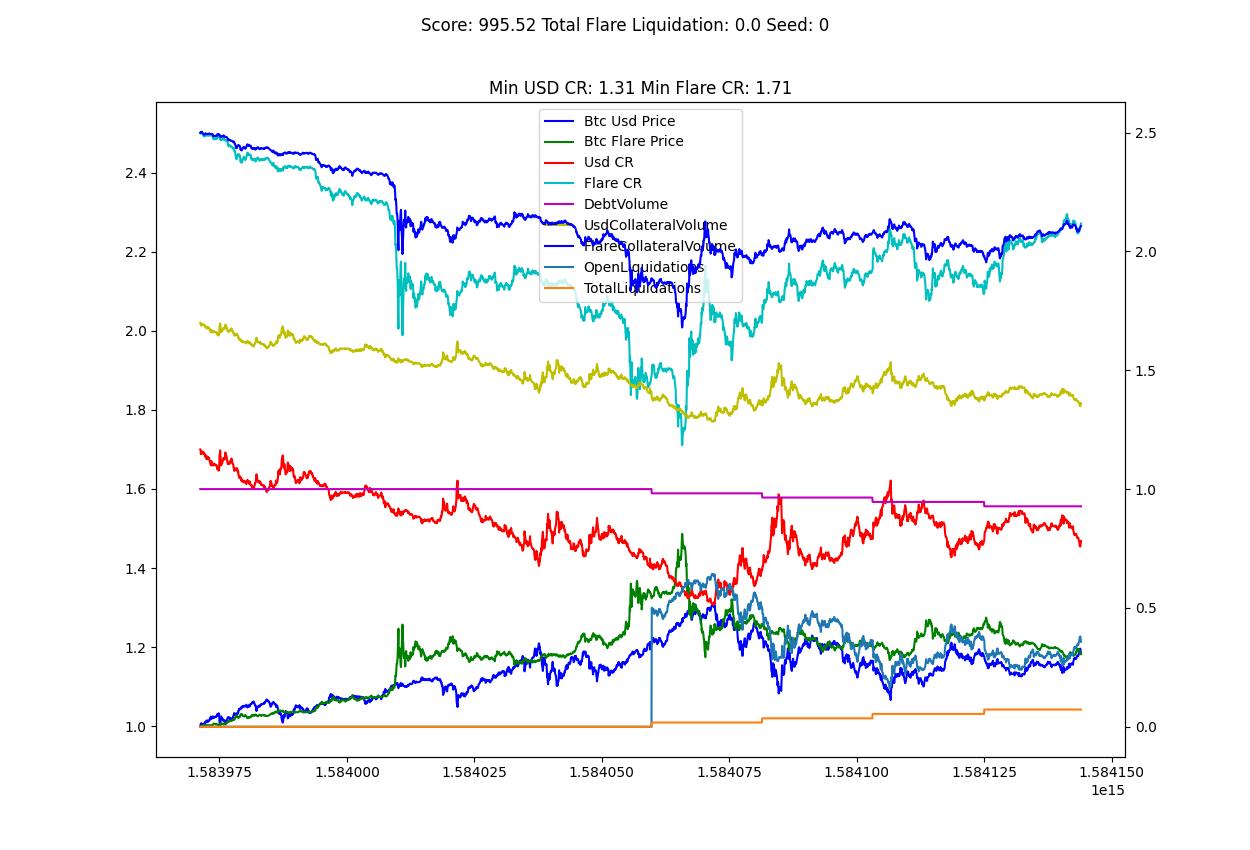 Score: 995.52 Total Flare Liquidation: 0.0 Seed: 0
Min USD CR: 1.31 Min Flare CR: 1.71
Btc Usd Price
Btc Flare Price
Usd CR
Flare CR
DebtVolume
UsdCollateralVolume
FlareCollateralVolume
OpenLiquidations
TotalLiquidations
2.4
2.2
2.0
1.8
1.6
1.4
1.2
1.0
2.5
2.0
1.5
1.0
0.5
0.0
1.583975 1.584000 1.584025 1.584050 1.584075 1.584100 1.584125 1.584150
1e15